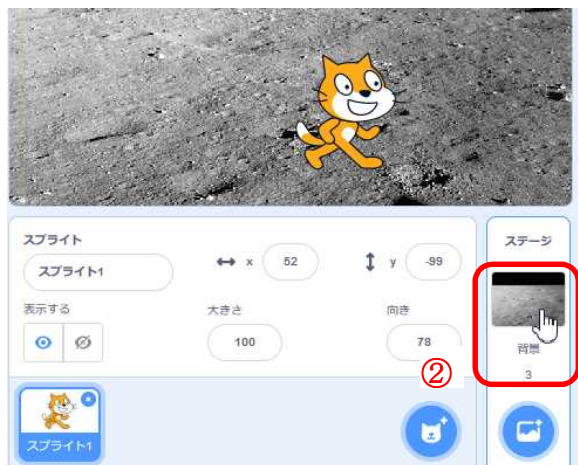 スプライト
スプライト1
x 52
y -99
ステージ
表示する
大きさ
100
向き
78
②
背景
3
スプライト1